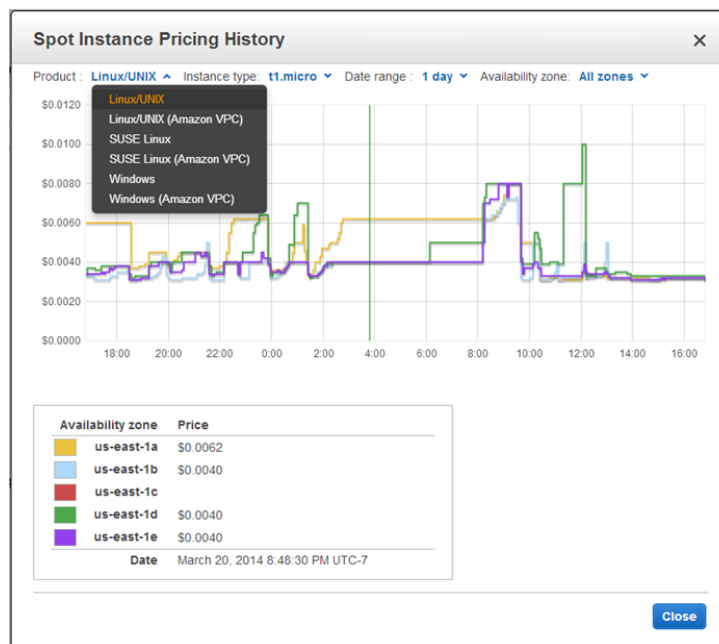 Spot Instance Pricing History
Product : Linux/UNIX Instance type: t1.micro Date range : 1 day Availability zone: All zones
Linux/UNIX
Linux/UNIX (Amazon VPC)
SUSE Linux
SUSE Linux (Amazon VPC)
Windows
Windows (Amazon VPC)
$0.0120
$0.0100
$0.0080
$0.0060
$0.0040
$0.0020
$0.0000
18:00 20:00 22:00 0:00 2:00 4:00 6:00 8:00 10:00 12:00 14:00 16:00
Availability zone Price
us-east-1a $0.0062
us-east-1b $0.0040
us-east-1c
us-east-1d $0.0040
us-east-1e $0.0040
Date March 20, 2014 8:48:30 PM UTC-7
Close